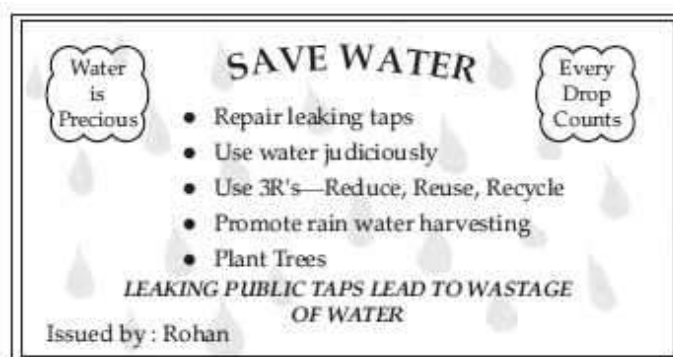 Water
is
Precious
SAVE WATER
Every
Drop
Counts
● Repair leaking taps
● Use water judiciously
● Use 3R's—Reduce, Reuse, Recycle
● Promote rain water harvesting
● Plant Trees
LEAKING PUBLIC TAPS LEAD TO WASTAGE
OF WATER
Issued by : Rohan